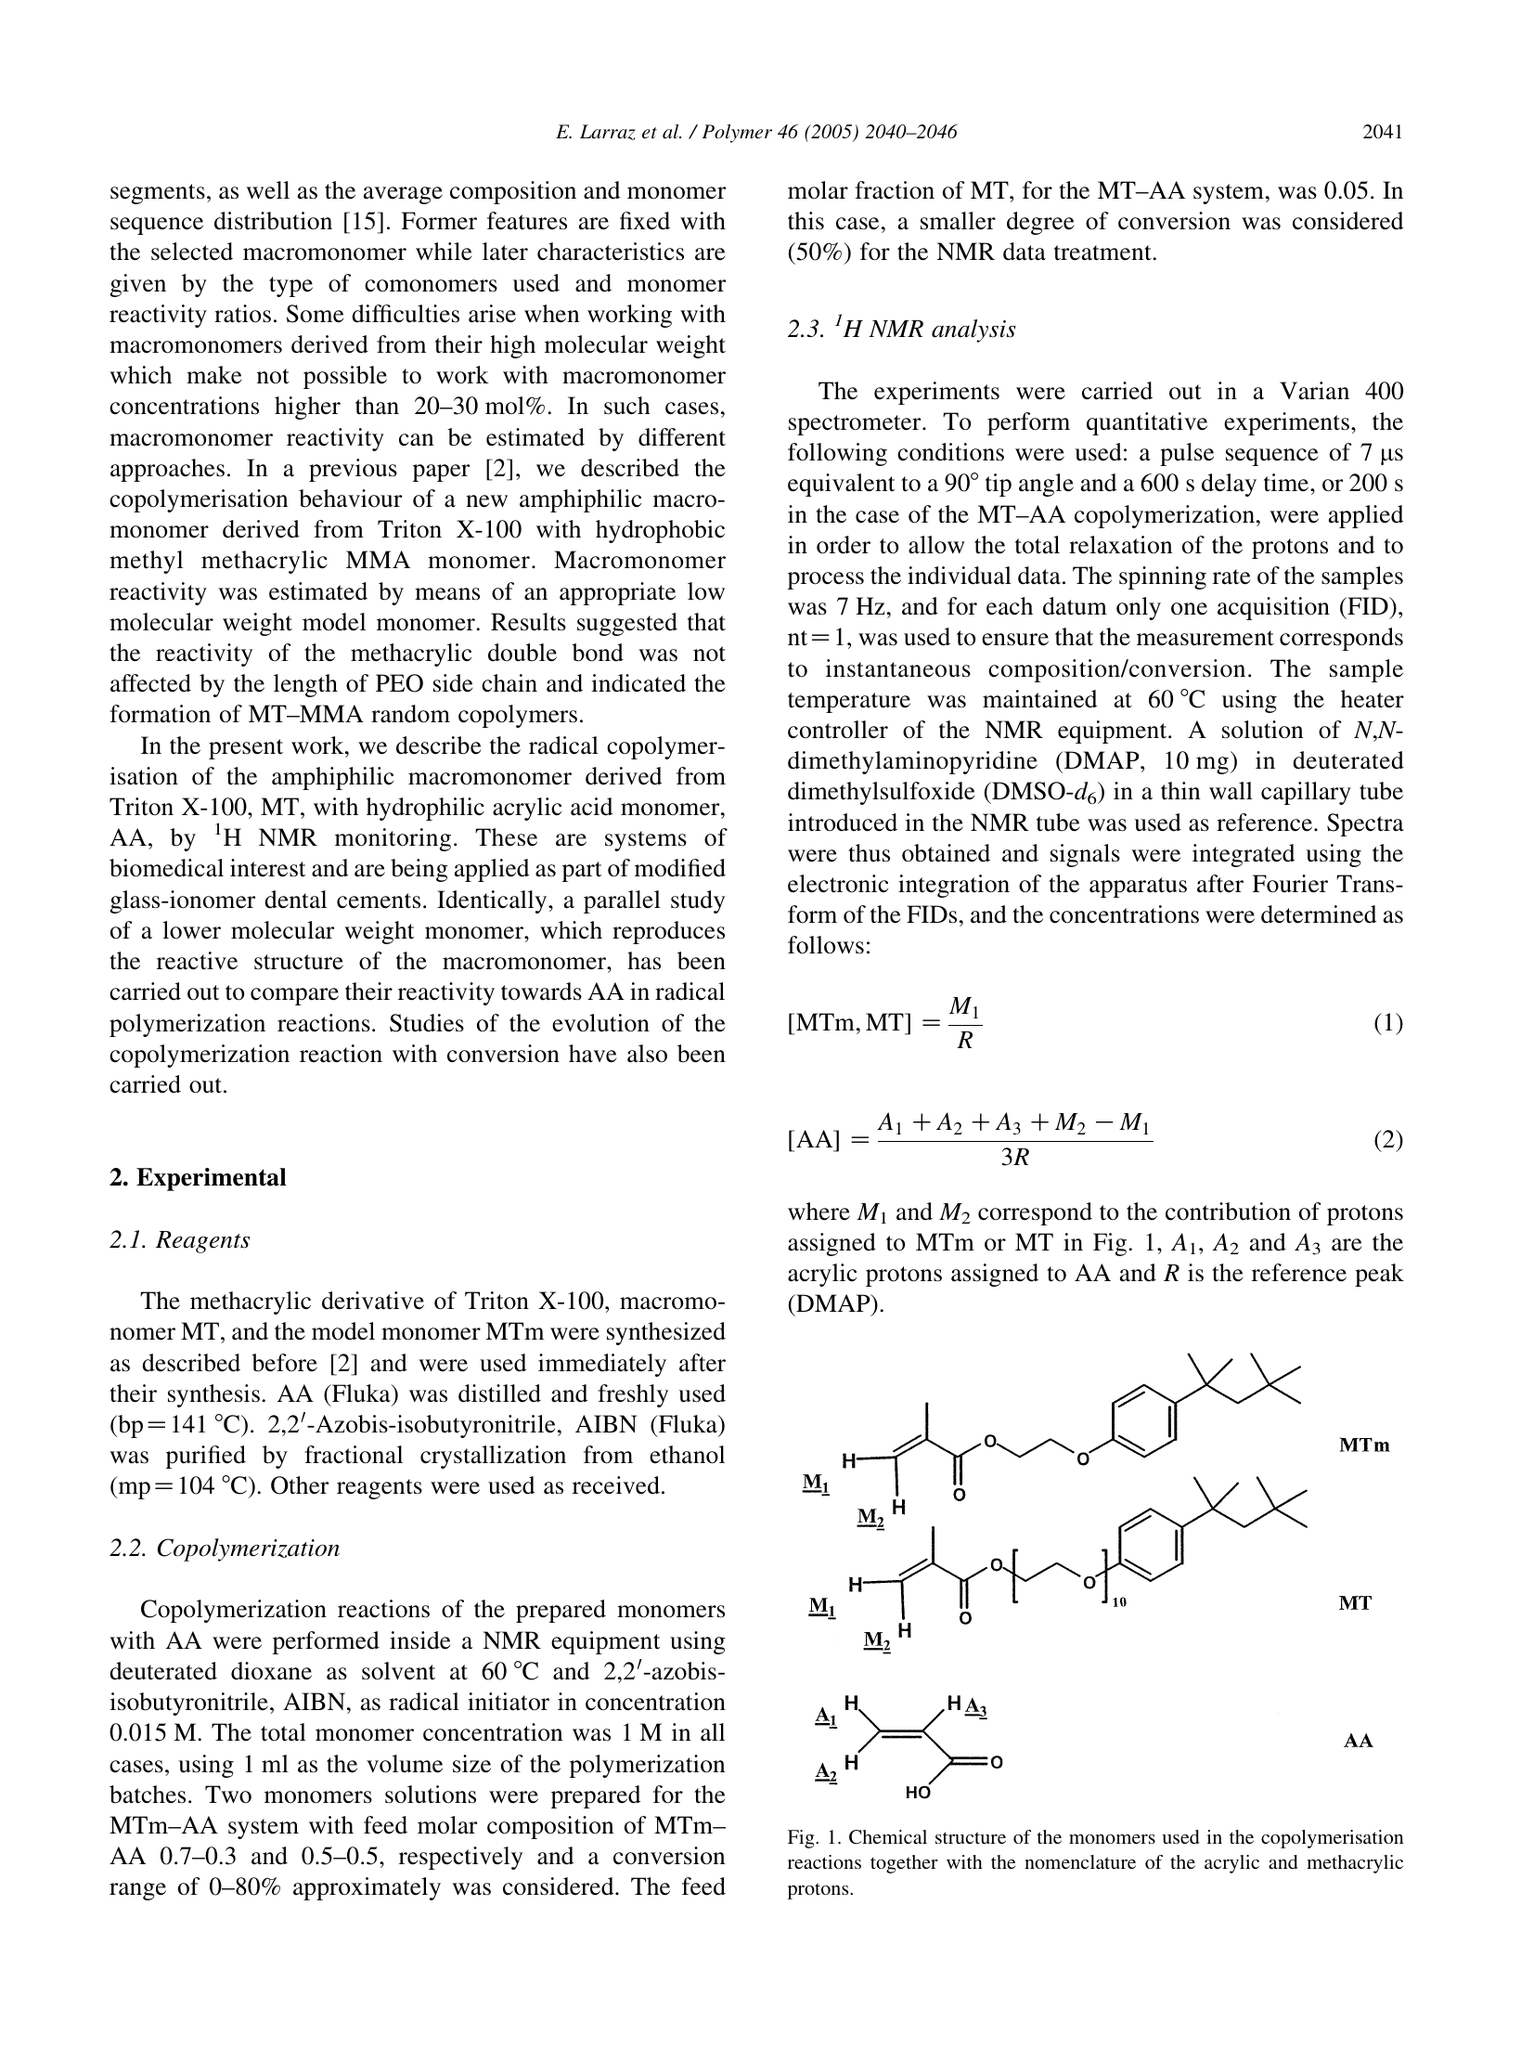 E. Larraz et al. / Polymer 46 (2005) 2040–2046
2041
segments, as well as the average composition and monomer
sequence distribution [15]. Former features are fixed with
the selected macromonomer while later characteristics are
given by the type of comonomers used and monomer
reactivity ratios. Some difficulties arise when working with
macromonomers derived from their high molecular weight
which make not possible to work with macromonomer
concentrations higher than 20–30 mol%. In such cases,
macromonomer reactivity can be estimated by different
approaches. In a previous paper [2], we described the
copolymerisation behaviour of a new amphiphilic macro-
monomer derived from Triton X-100 with hydrophobic
methyl methacrylic MMA monomer. Macromonomer
reactivity was estimated by means of an appropriate low
molecular weight model monomer. Results suggested that
the reactivity of the methacrylic double bond was not
affected by the length of PEO side chain and indicated the
formation of MT–MMA random copolymers.
In the present work, we describe the radical copolymer-
isation of the amphiphilic macromonomer derived from
Triton X-100, MT, with hydrophilic acrylic acid monomer,
AA, by ¹H NMR monitoring. These are systems of
biomedical interest and are being applied as part of modified
glass-ionomer dental cements. Identically, a parallel study
of a lower molecular weight monomer, which reproduces
the reactive structure of the macromonomer, has been
carried out to compare their reactivity towards AA in radical
polymerization reactions. Studies of the evolution of the
copolymerization reaction with conversion have also been
carried out.
2. Experimental
2.1. Reagents
The methacrylic derivative of Triton X-100, macromo-
nomer MT, and the model monomer MTm were synthesized
as described before [2] and were used immediately after
their synthesis. AA (Fluka) was distilled and freshly used
(bp=141 °C). 2,2′-Azobis-isobutyronitrile, AIBN (Fluka)
was purified by fractional crystallization from ethanol
(mp=104 °C). Other reagents were used as received.
2.2. Copolymerization
Copolymerization reactions of the prepared monomers
with AA were performed inside a NMR equipment using
deuterated dioxane as solvent at 60 °C and 2,2′-azobis-
isobutyronitrile, AIBN, as radical initiator in concentration
0.015 M. The total monomer concentration was 1 M in all
cases, using 1 ml as the volume size of the polymerization
batches. Two monomers solutions were prepared for the
MTm–AA system with feed molar composition of MTm–
AA 0.7–0.3 and 0.5–0.5, respectively and a conversion
range of 0–80% approximately was considered. The feed
molar fraction of MT, for the MT–AA system, was 0.05. In
this case, a smaller degree of conversion was considered
(50%) for the NMR data treatment.
2.3. ¹H NMR analysis
The experiments were carried out in a Varian 400
spectrometer. To perform quantitative experiments, the
following conditions were used: a pulse sequence of 7 μs
equivalent to a 90° tip angle and a 600 s delay time, or 200 s
in the case of the MT–AA copolymerization, were applied
in order to allow the total relaxation of the protons and to
process the individual data. The spinning rate of the samples
was 7 Hz, and for each datum only one acquisition (FID),
nt=1, was used to ensure that the measurement corresponds
to instantaneous composition/conversion. The sample
temperature was maintained at 60 °C using the heater
controller of the NMR equipment. A solution of N,N-
dimethylaminopyridine (DMAP, 10 mg) in deuterated
dimethylsulfoxide (DMSO-d₆) in a thin wall capillary tube
introduced in the NMR tube was used as reference. Spectra
were thus obtained and signals were integrated using the
electronic integration of the apparatus after Fourier Trans-
form of the FIDs, and the concentrations were determined as
follows:
[MTm, MT] = M₁/R (1)
[AA] = (A₁ + A₂ + A₃ + M₂ − M₁)/3R (2)
where M₁ and M₂ correspond to the contribution of protons
assigned to MTm or MT in Fig. 1, A₁, A₂ and A₃ are the
acrylic protons assigned to AA and R is the reference peak
(DMAP).
H
M₁
H
M₂
O
O
O
MTm
H
M₁
H
M₂
O
O
O
10
MT
A₁ H
H A₃
A₂ H
O
HO
AA
Fig. 1. Chemical structure of the monomers used in the copolymerisation
reactions together with the nomenclature of the acrylic and methacrylic
protons.